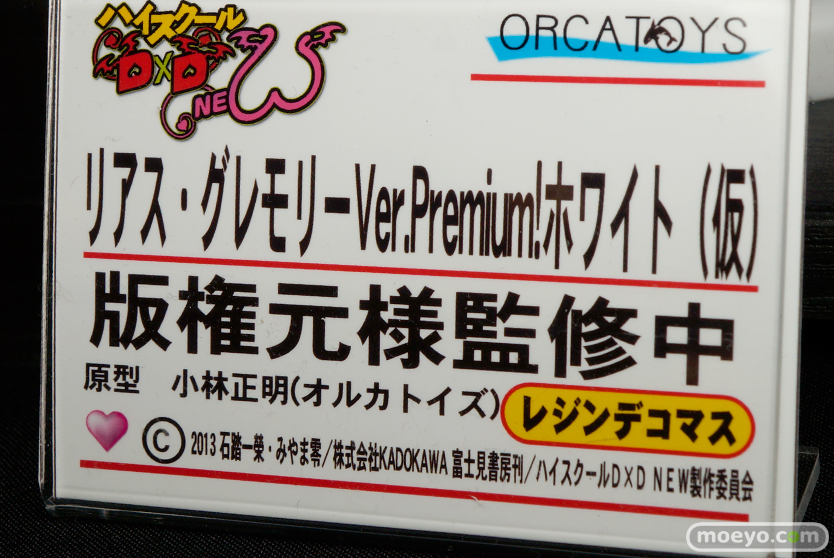 ハイスクール
D×D
NEW
ORCATOYS
リアス・グレモリーVer.Premium!ホワイト（仮）
版権元様監修中
原型　小林正明(オルカトイズ)
レジンデコマス
©2013 石踏一榮・みやま零／株式会社KADOKAWA 富士見書房刊／ハイスクールD×D NEW製作委員会
moeyo.com